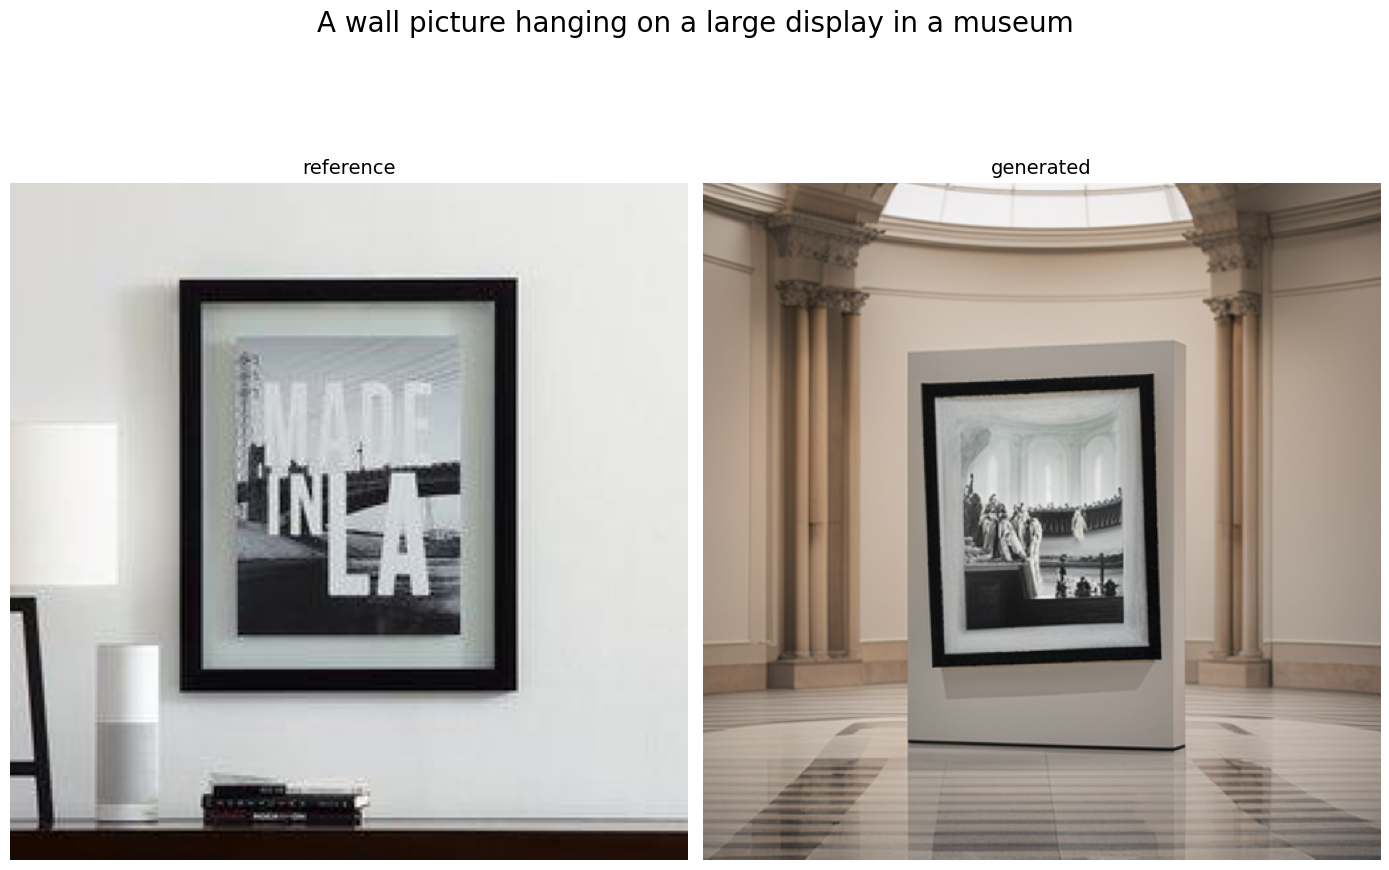 A wall picture hanging on a large display in a museum
reference
generated
MADE
IN LA